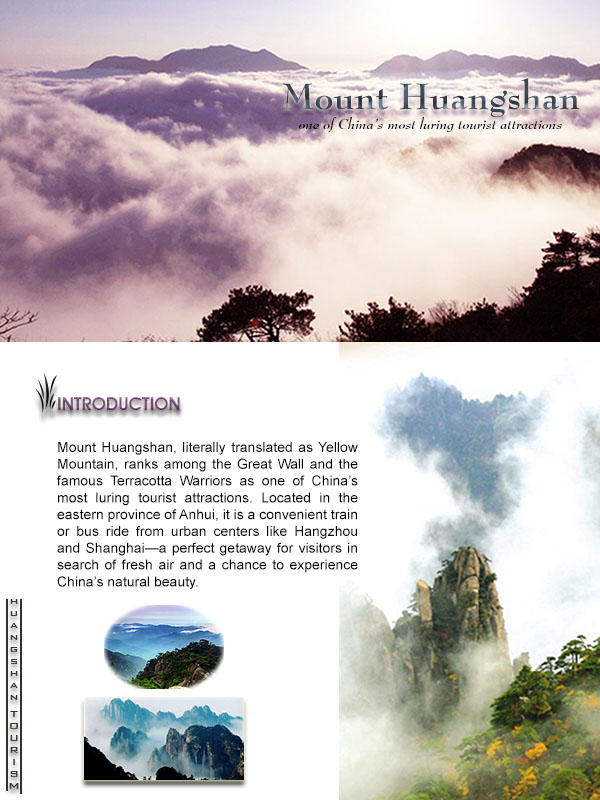 Mount Huangshan
one of China's most luring tourist attractions
INTRODUCTION
Mount Huangshan, literally translated as Yellow
Mountain, ranks among the Great Wall and the
famous Terracotta Warriors as one of China's
most luring tourist attractions. Located in the
eastern province of Anhui, it is a convenient train
or bus ride from urban centers like Hangzhou
and Shanghai—a perfect getaway for visitors in
search of fresh air and a chance to experience
China's natural beauty.
HUANGSHAN TOURISM